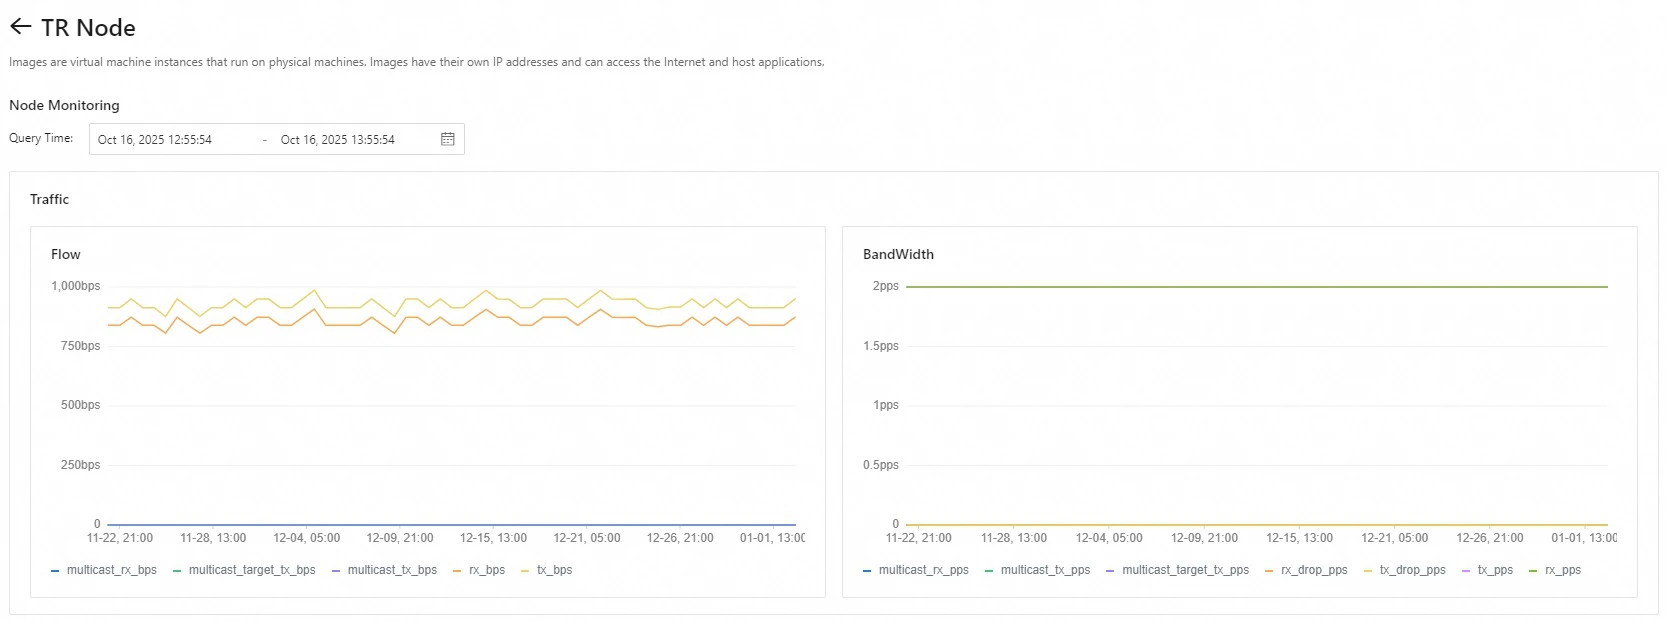 TR Node
Images are virtual machine instances that run on physical machines. Images have their own IP addresses and can access the Internet and host applications.
Node Monitoring
Query Time: Oct 16, 2025 12:55:54 - Oct 16, 2025 13:55:54
Traffic
Flow
1,000bps
750bps
500bps
250bps
0
11-22, 21:00 11-28, 13:00 12-04, 05:00 12-09, 21:00 12-15, 13:00 12-21, 05:00 12-26, 21:00 01-01, 13:00
multicast_rx_bps multicast_target_tx_bps multicast_tx_bps rx_bps tx_bps
BandWidth
2pps
1.5pps
1pps
0.5pps
0
11-22, 21:00 11-28, 13:00 12-04, 05:00 12-09, 21:00 12-15, 13:00 12-21, 05:00 12-26, 21:00 01-01, 13:00
multicast_rx_pps multicast_tx_pps multicast_target_tx_pps rx_drop_pps tx_drop_pps tx_pps rx_pps